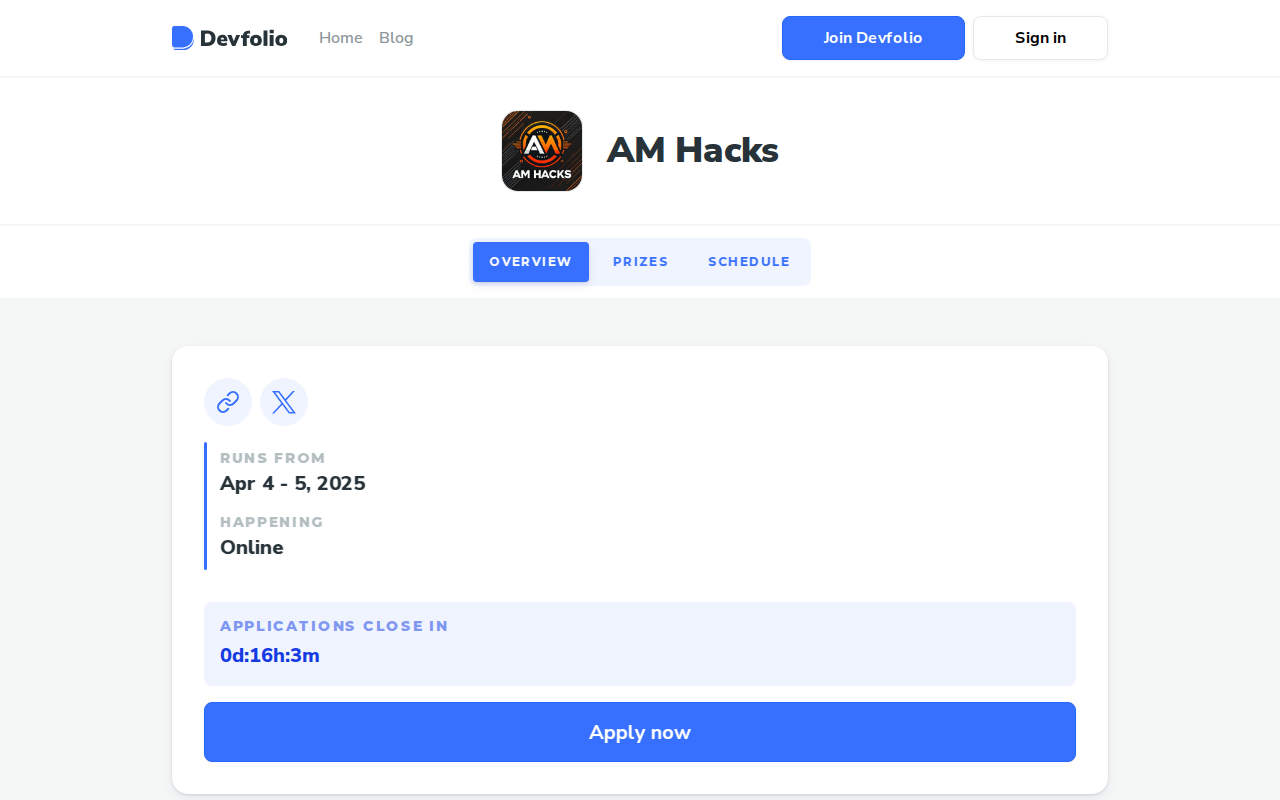 Devfolio
Home
Blog
Join Devfolio
Sign in
AM
AM HACKS
AM Hacks
OVERVIEW
PRIZES
SCHEDULE
RUNS FROM
Apr 4 - 5, 2025
HAPPENING
Online
APPLICATIONS CLOSE IN
0d:16h:3m
Apply now